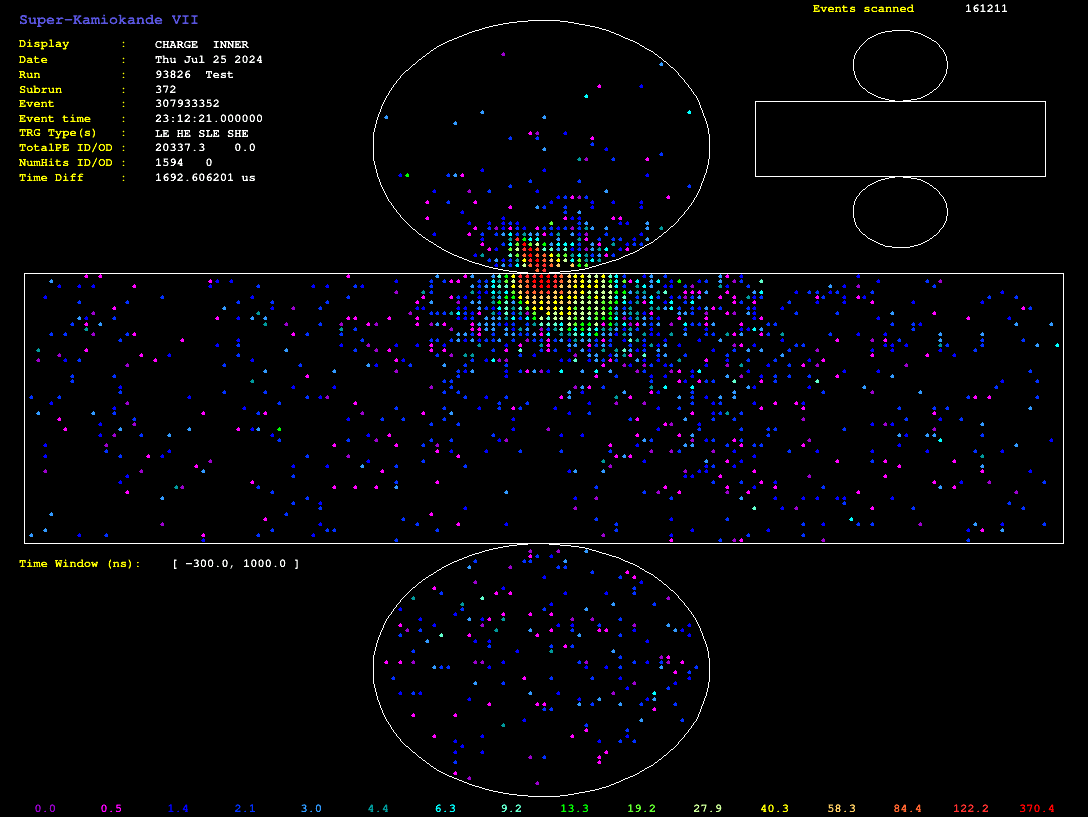 Super-Kamiokande VII
Events scanned 161211
Display : CHARGE INNER
Date : Thu Jul 25 2024
Run : 93826 Test
Subrun : 372
Event : 307933352
Event time : 23:12:21.000000
TRG Type(s) : LE HE SLE SHE
TotalPE ID/OD : 20337.3 0.0
NumHits ID/OD : 1594 0
Time Diff : 1692.606201 us
Time Window (ns): [ -300.0, 1000.0 ]
0.0 0.5 1.4 2.1 3.0 4.4 6.3 9.2 13.3 19.2 27.9 40.3 58.3 84.4 122.2 370.4